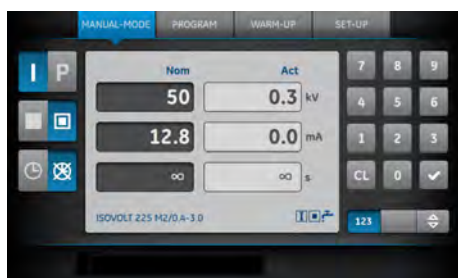 MANUAL-MODE PROGRAM WARM-UP SET-UP
I P
Nom Act
7 8 9
50 0.3 kV
4 5 6
12.8 0.0 mA
1 2 3
∞ ∞ s
CL 0
ISOVOLT 225 M2/0.4-3.0
123